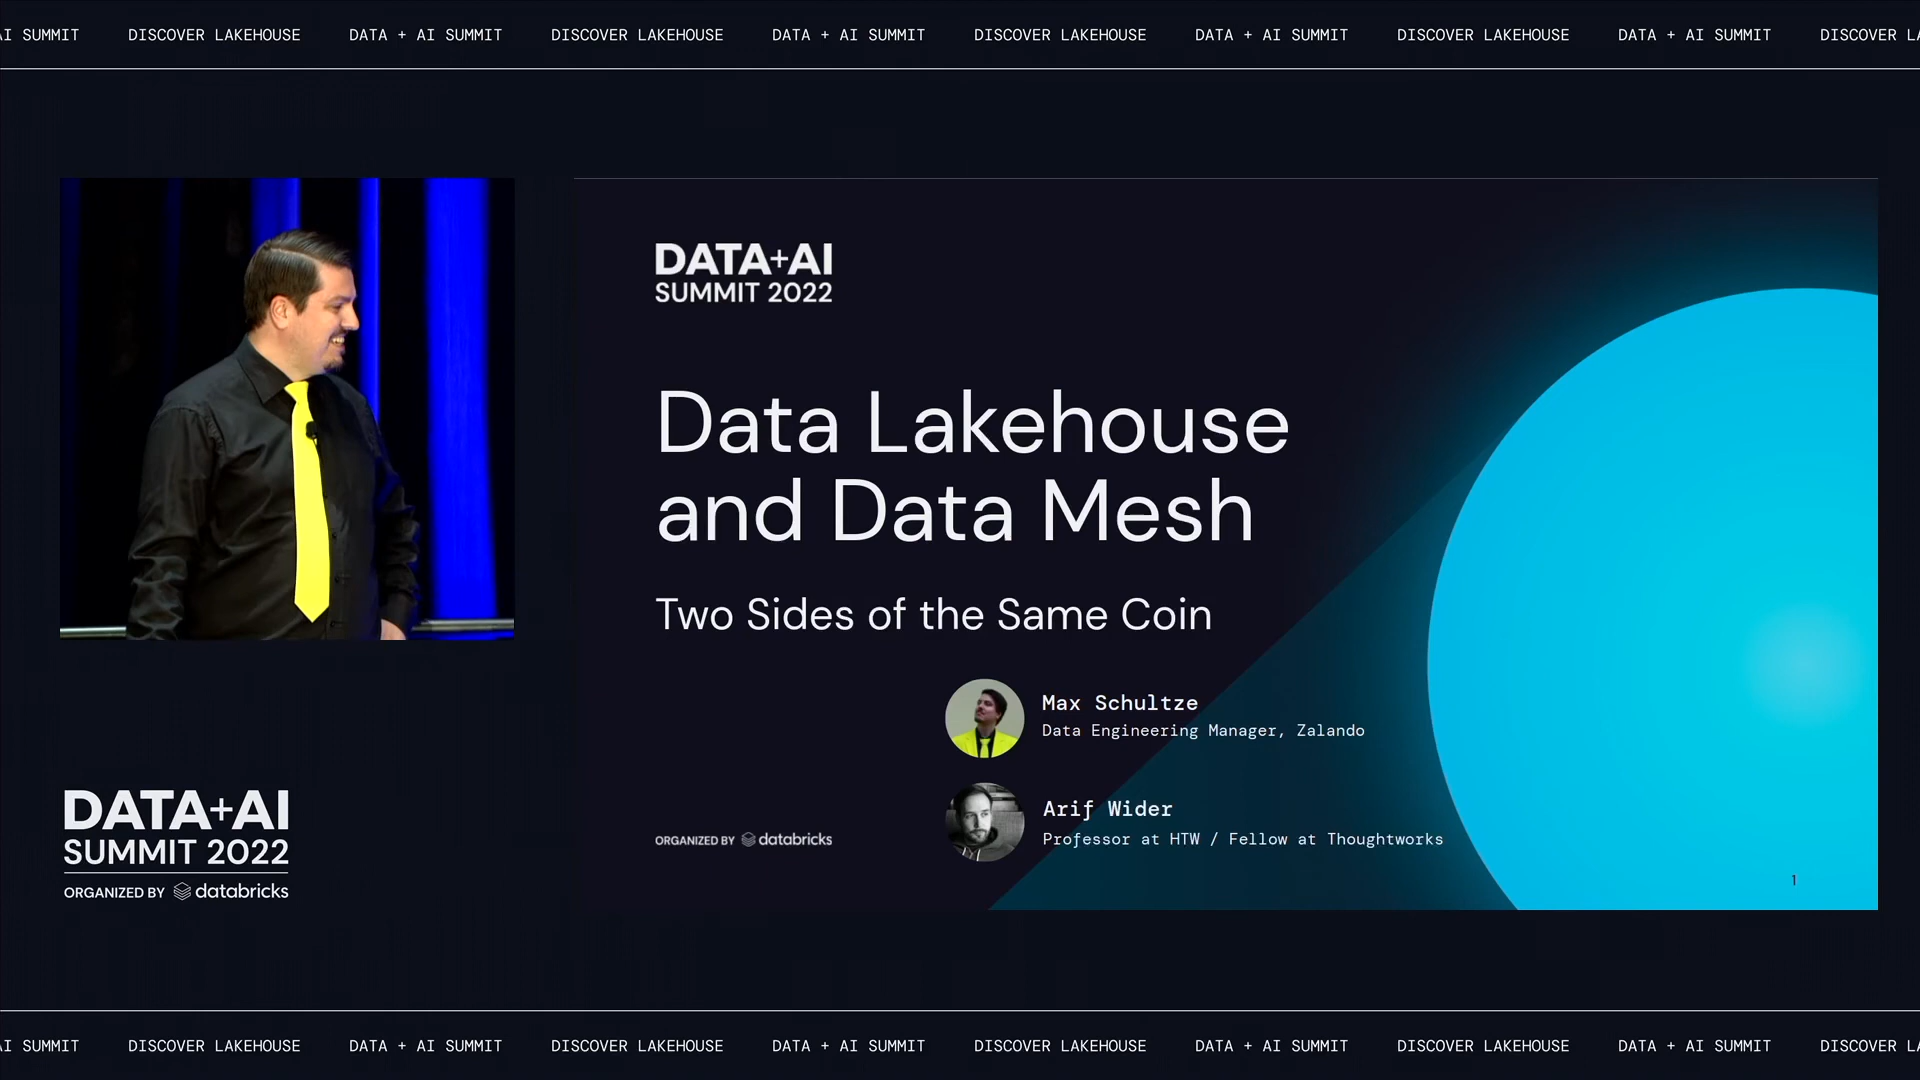 AI SUMMIT DISCOVER LAKEHOUSE DATA + AI SUMMIT DISCOVER LAKEHOUSE DATA + AI SUMMIT DISCOVER LAKEHOUSE DATA + AI SUMMIT DISCOVER LAKEHOUSE DATA + AI SUMMIT DISCOVER LA
DATA+AI
SUMMIT 2022
Data Lakehouse
and Data Mesh
Two Sides of the Same Coin
Max Schultze
Data Engineering Manager, Zalando
Arif Wider
Professor at HTW / Fellow at Thoughtworks
ORGANIZED BY databricks
1
DATA+AI
SUMMIT 2022
ORGANIZED BY databricks
AI SUMMIT DISCOVER LAKEHOUSE DATA + AI SUMMIT DISCOVER LAKEHOUSE DATA + AI SUMMIT DISCOVER LAKEHOUSE DATA + AI SUMMIT DISCOVER LAKEHOUSE DATA + AI SUMMIT DISCOVER LA